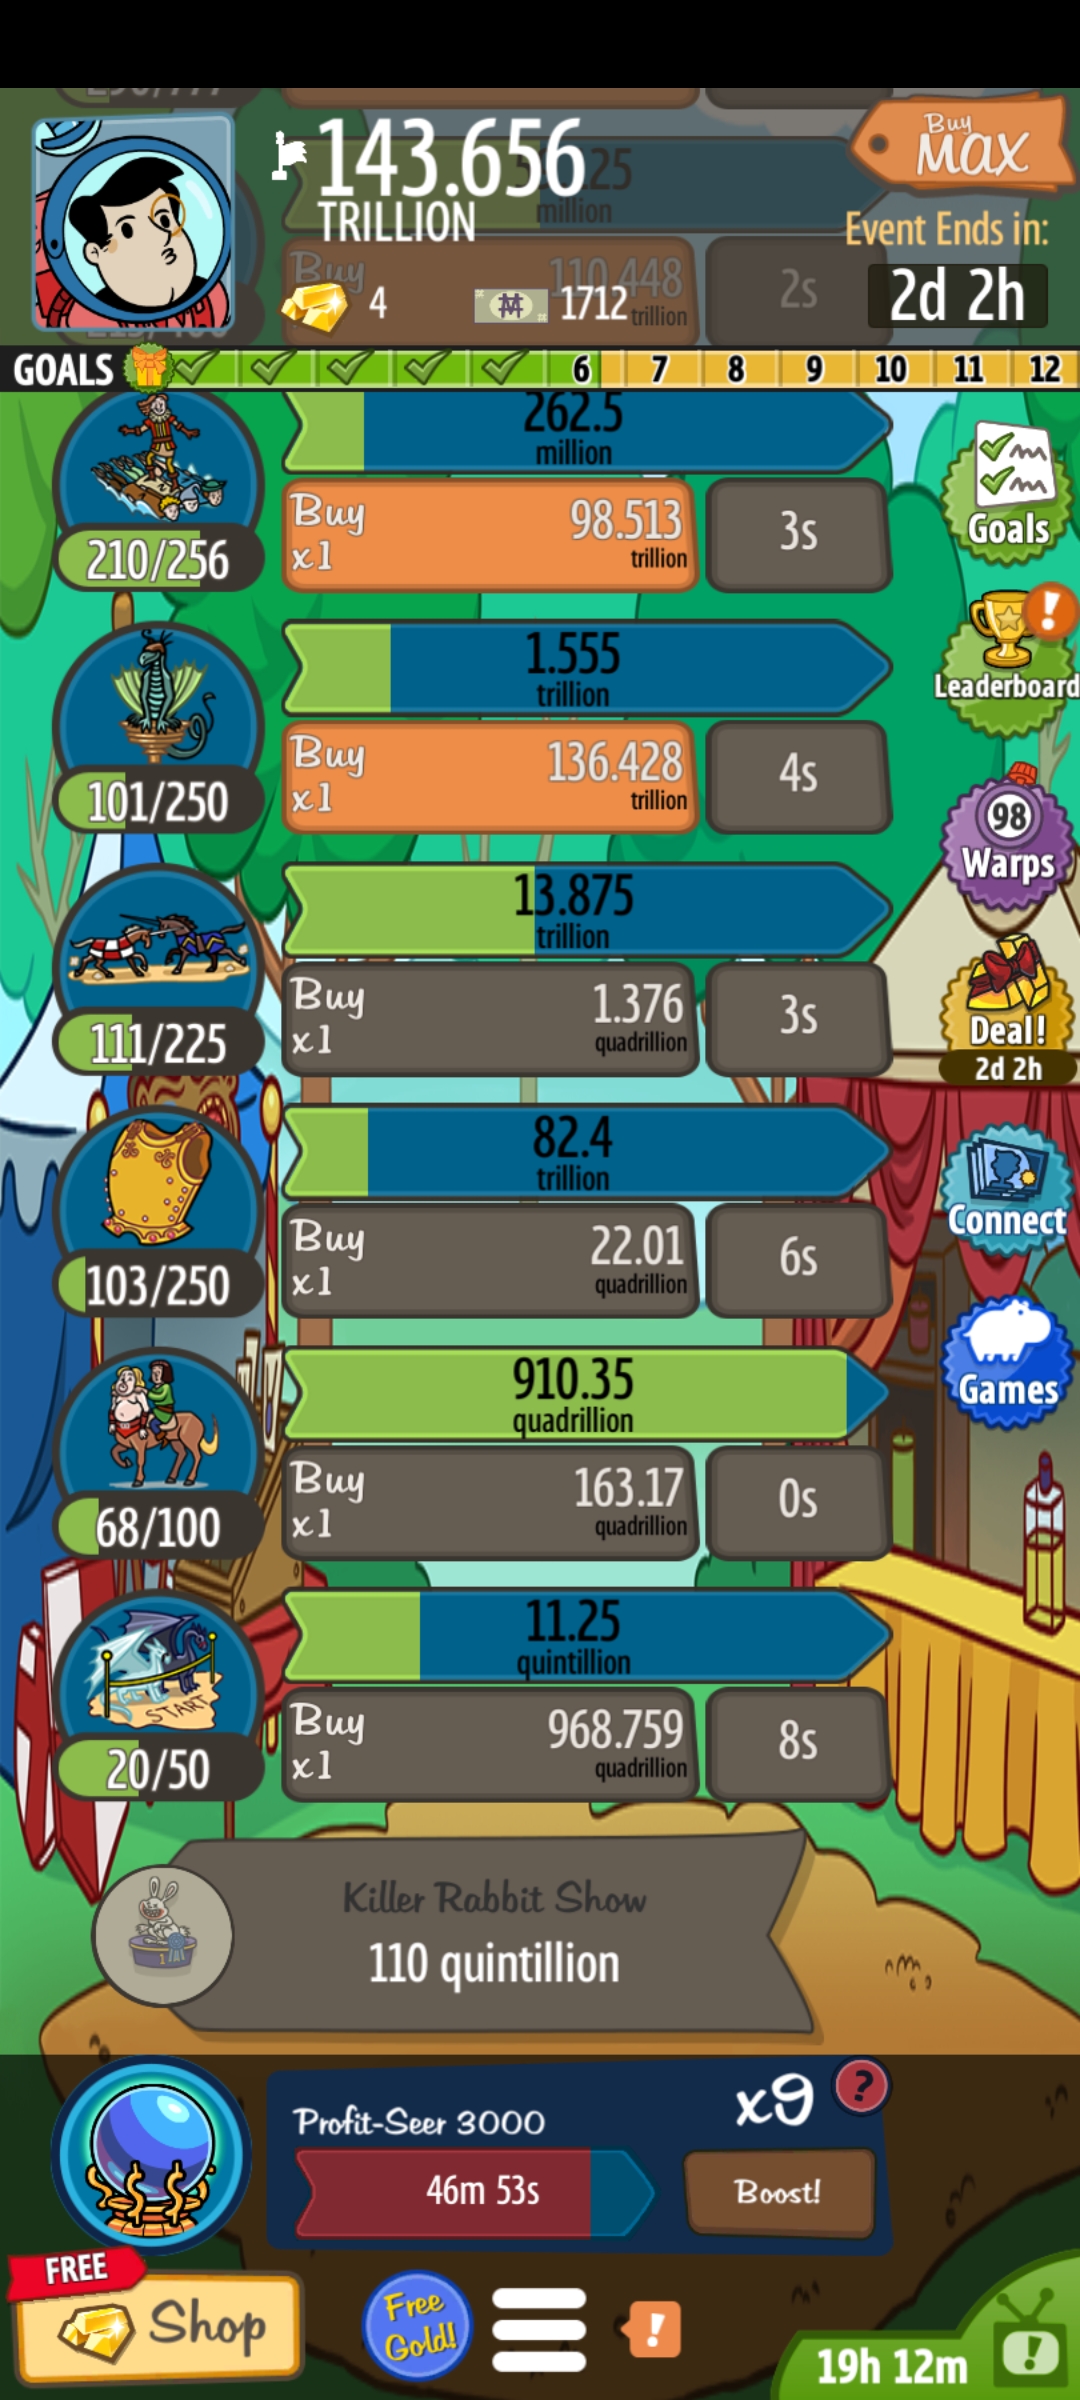 Buy
MAX
143.656
TRILLION
million
Event Ends in:
Buy
110.448
trillion
2s
4
1712
2d 2h
GOALS
6
7
8
9
10
11
12
262.5
million
210/256
Buy
x1
98.513
trillion
3s
Goals
1.555
trillion
101/250
Buy
x1
136.428
trillion
4s
!
Leaderboard
98
Warps
13.875
trillion
111/225
Buy
x1
1.376
quadrillion
3s
Deal!
2d 2h
82.4
trillion
103/250
Buy
x1
22.01
quadrillion
6s
Connect
910.35
quadrillion
68/100
Buy
x1
163.17
quadrillion
0s
Games
11.25
quintillion
START
20/50
Buy
x1
968.759
quadrillion
8s
Killer Rabbit Show
110 quintillion
1
Profit-Seer 3000
x9
?
46m 53s
Boost!
FREE
Shop
Free
Gold!
!
19h 12m
!